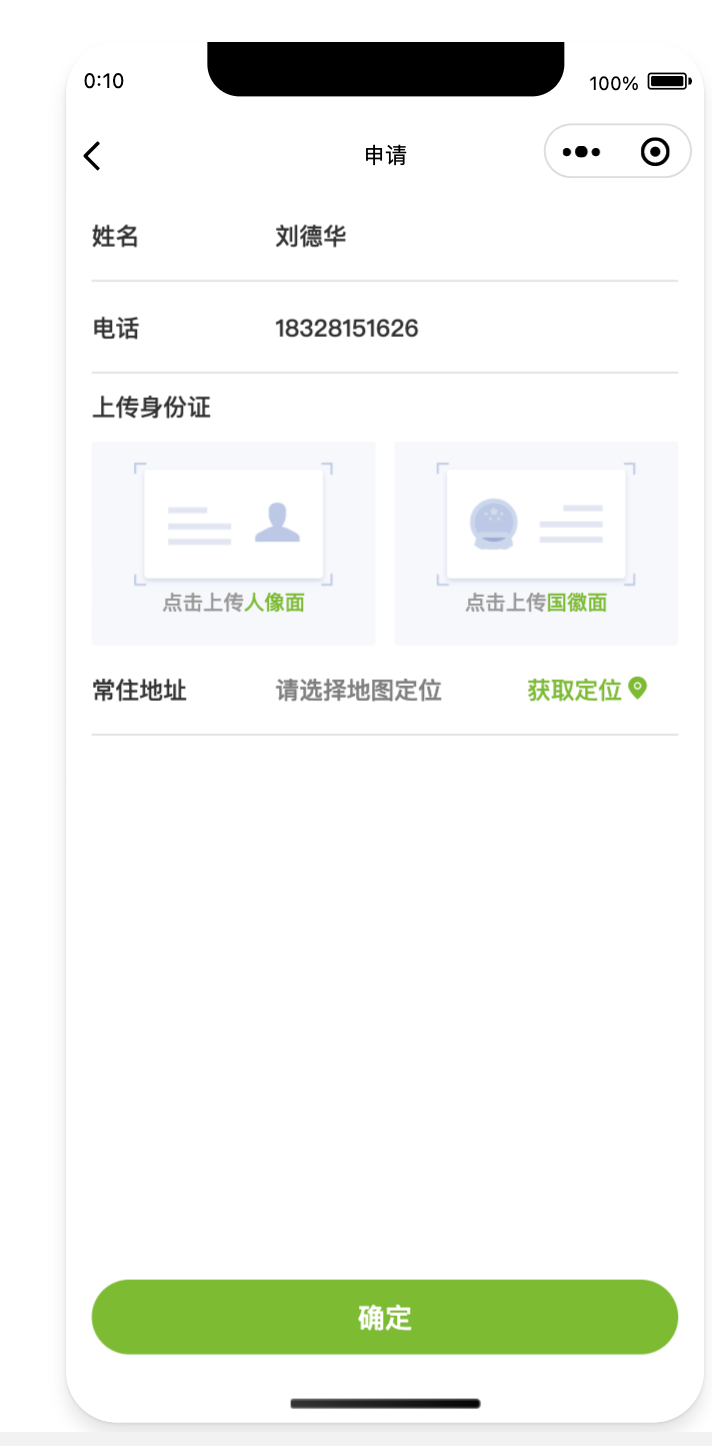 0:10 100%
申请
姓名 刘德华
电话 18328151626
上传身份证
点击上传人像面 点击上传国徽面
常住地址 请选择地图定位 获取定位
确定